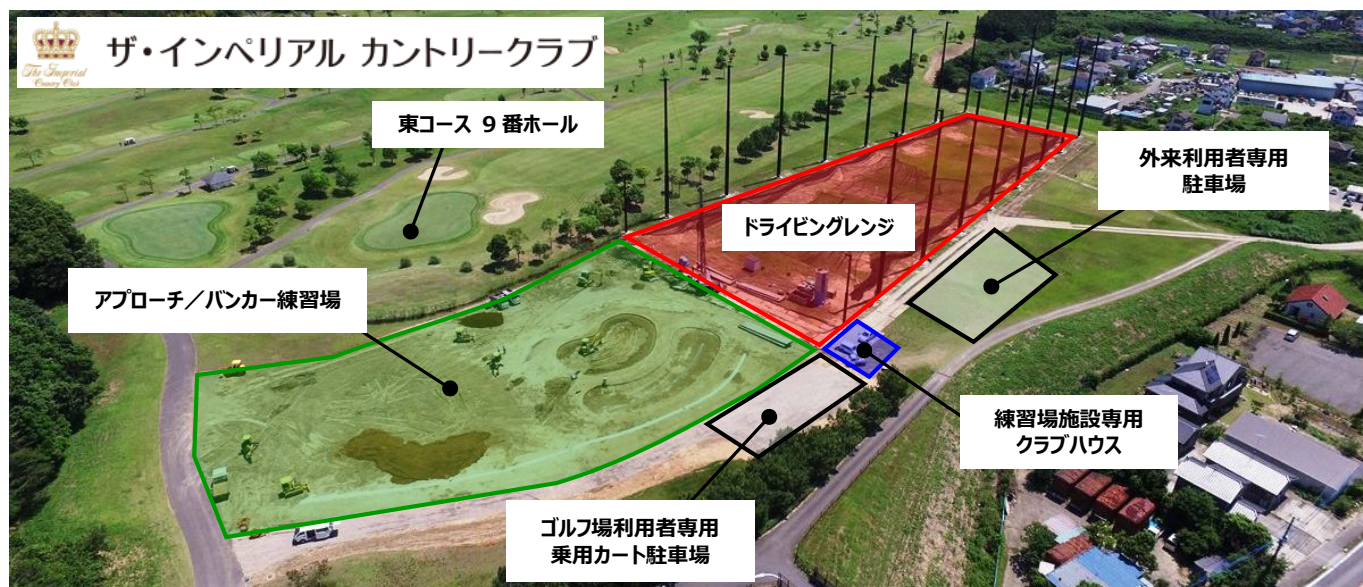 The Imperial
Country Club
ザ・インペリアル カントリークラブ
東コース 9 番ホール
外来利用者専用
駐車場
ドライビングレンジ
アプローチ／バンカー練習場
練習場施設専用
クラブハウス
ゴルフ場利用者専用
乗用カート駐車場